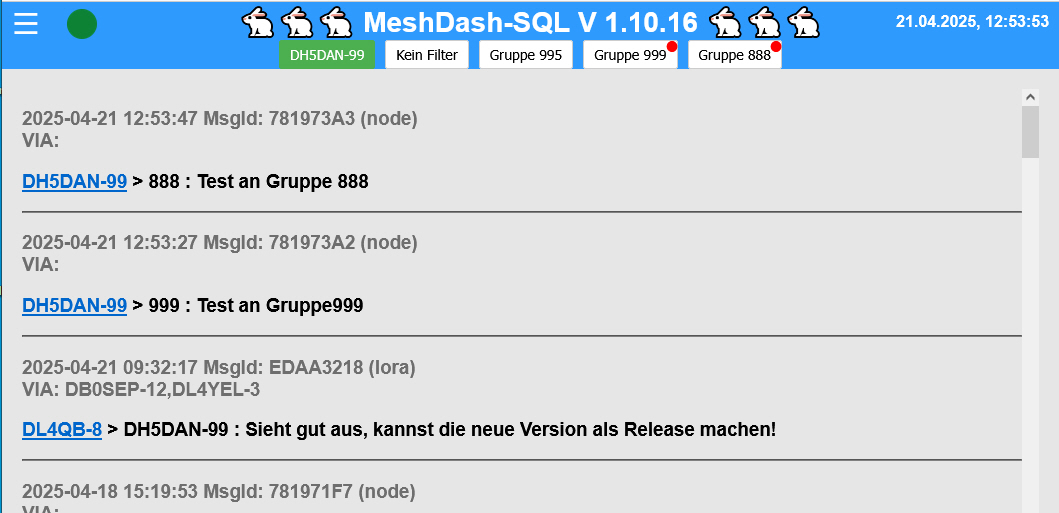 MeshDash-SQL V 1.10.16
21.04.2025, 12:53:53
DH5DAN-99 Kein Filter Gruppe 995 Gruppe 999 Gruppe 888
2025-04-21 12:53:47 MsgId: 781973A3 (node)
VIA:
DH5DAN-99 > 888 : Test an Gruppe 888
2025-04-21 12:53:27 MsgId: 781973A2 (node)
VIA:
DH5DAN-99 > 999 : Test an Gruppe999
2025-04-21 09:32:17 MsgId: EDAA3218 (lora)
VIA: DB0SEP-12,DL4YEL-3
DL4QB-8 > DH5DAN-99 : Sieht gut aus, kannst die neue Version als Release machen!
2025-04-18 15:19:53 MsgId: 781971F7 (node)
VIA: